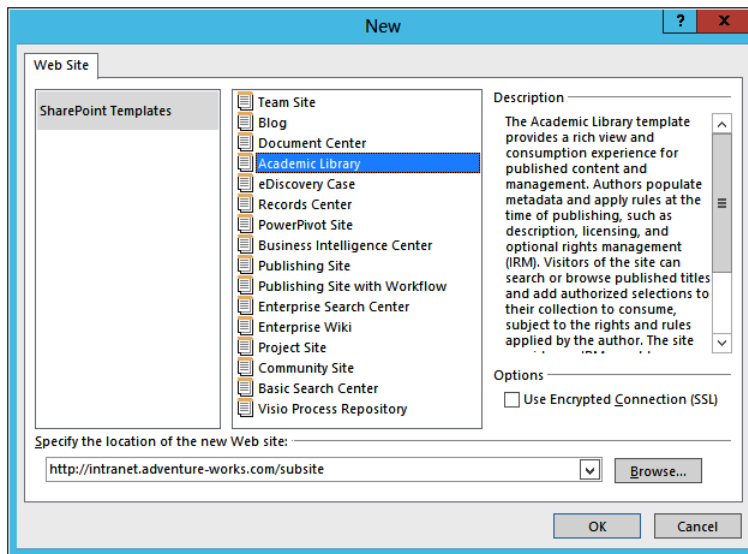 New
?
x
Web Site
SharePoint Templates
Team Site
Blog
Document Center
Academic Library
eDiscovery Case
Records Center
PowerPivot Site
Business Intelligence Center
Publishing Site
Publishing Site with Workflow
Enterprise Search Center
Enterprise Wiki
Project Site
Community Site
Basic Search Center
Visio Process Repository
Description
The Academic Library template
provides a rich view and
consumption experience for
published content and
management. Authors populate
metadata and apply rules at the
time of publishing, such as
description, licensing, and
optional rights management
(IRM). Visitors of the site can
search or browse published titles
and add authorized selections to
their collection to consume,
subject to the rights and rules
applied by the author. The site
Options
Use Encrypted Connection (SSL)
Specify the location of the new Web site:
http://intranet.adventure-works.com/subsite
Browse...
OK
Cancel